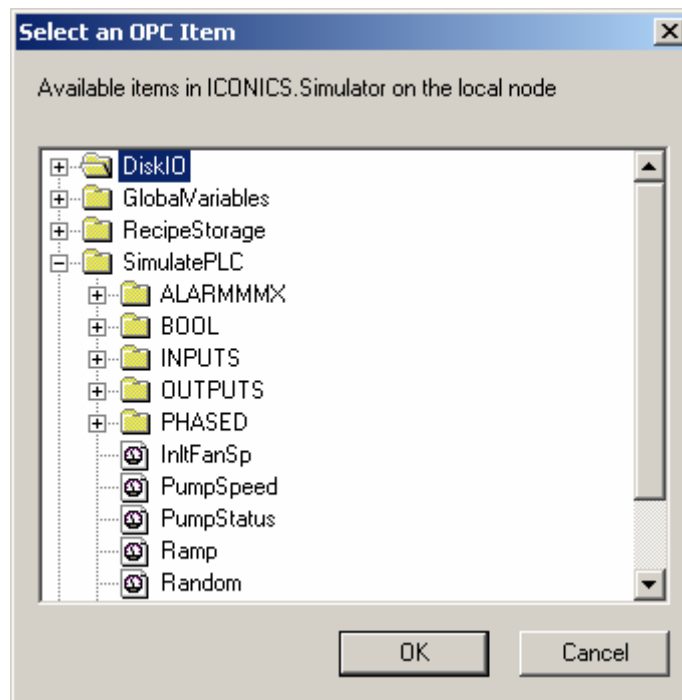 Select an OPC Item
Available items in ICONICS.Simulator on the local node
DiskIO
GlobalVariables
RecipeStorage
SimulatePLC
ALARMMMX
BOOL
INPUTS
OUTPUTS
PHASED
InltFanSp
PumpSpeed
PumpStatus
Ramp
Random
OK Cancel